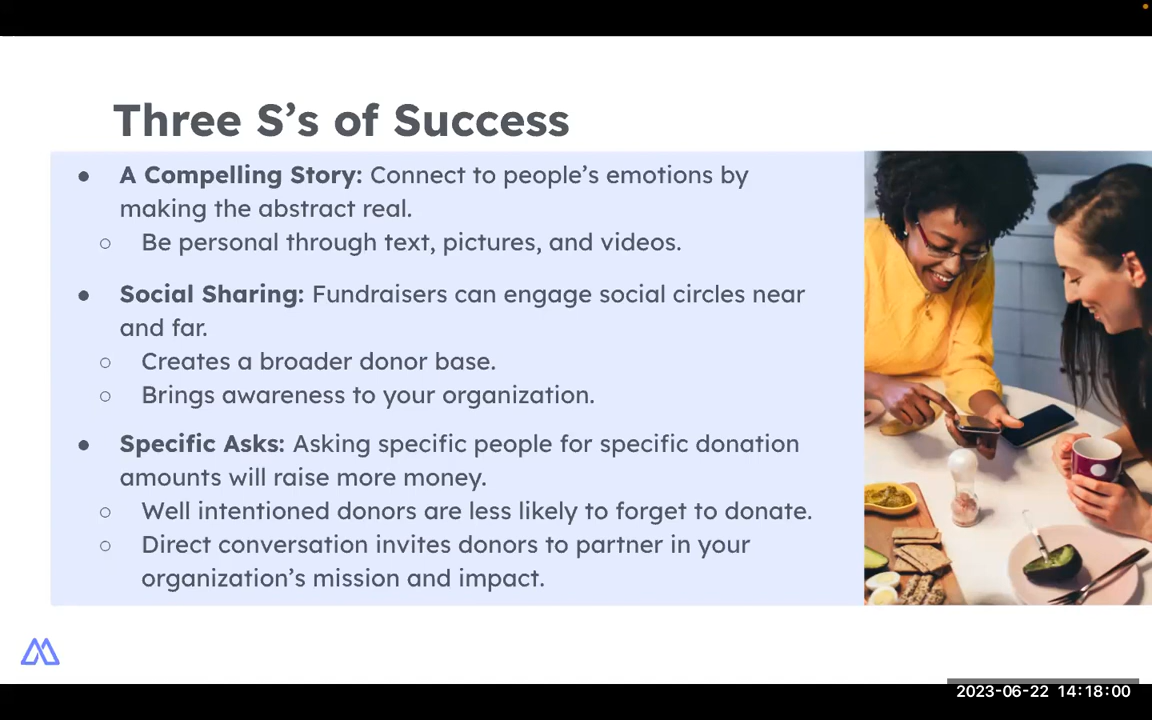 Three S’s of Success
● A Compelling Story: Connect to people’s emotions by
making the abstract real.
○ Be personal through text, pictures, and videos.
● Social Sharing: Fundraisers can engage social circles near
and far.
○ Creates a broader donor base.
○ Brings awareness to your organization.
● Specific Asks: Asking specific people for specific donation
amounts will raise more money.
○ Well intentioned donors are less likely to forget to donate.
○ Direct conversation invites donors to partner in your
organization’s mission and impact.
2023-06-22 14:18:00